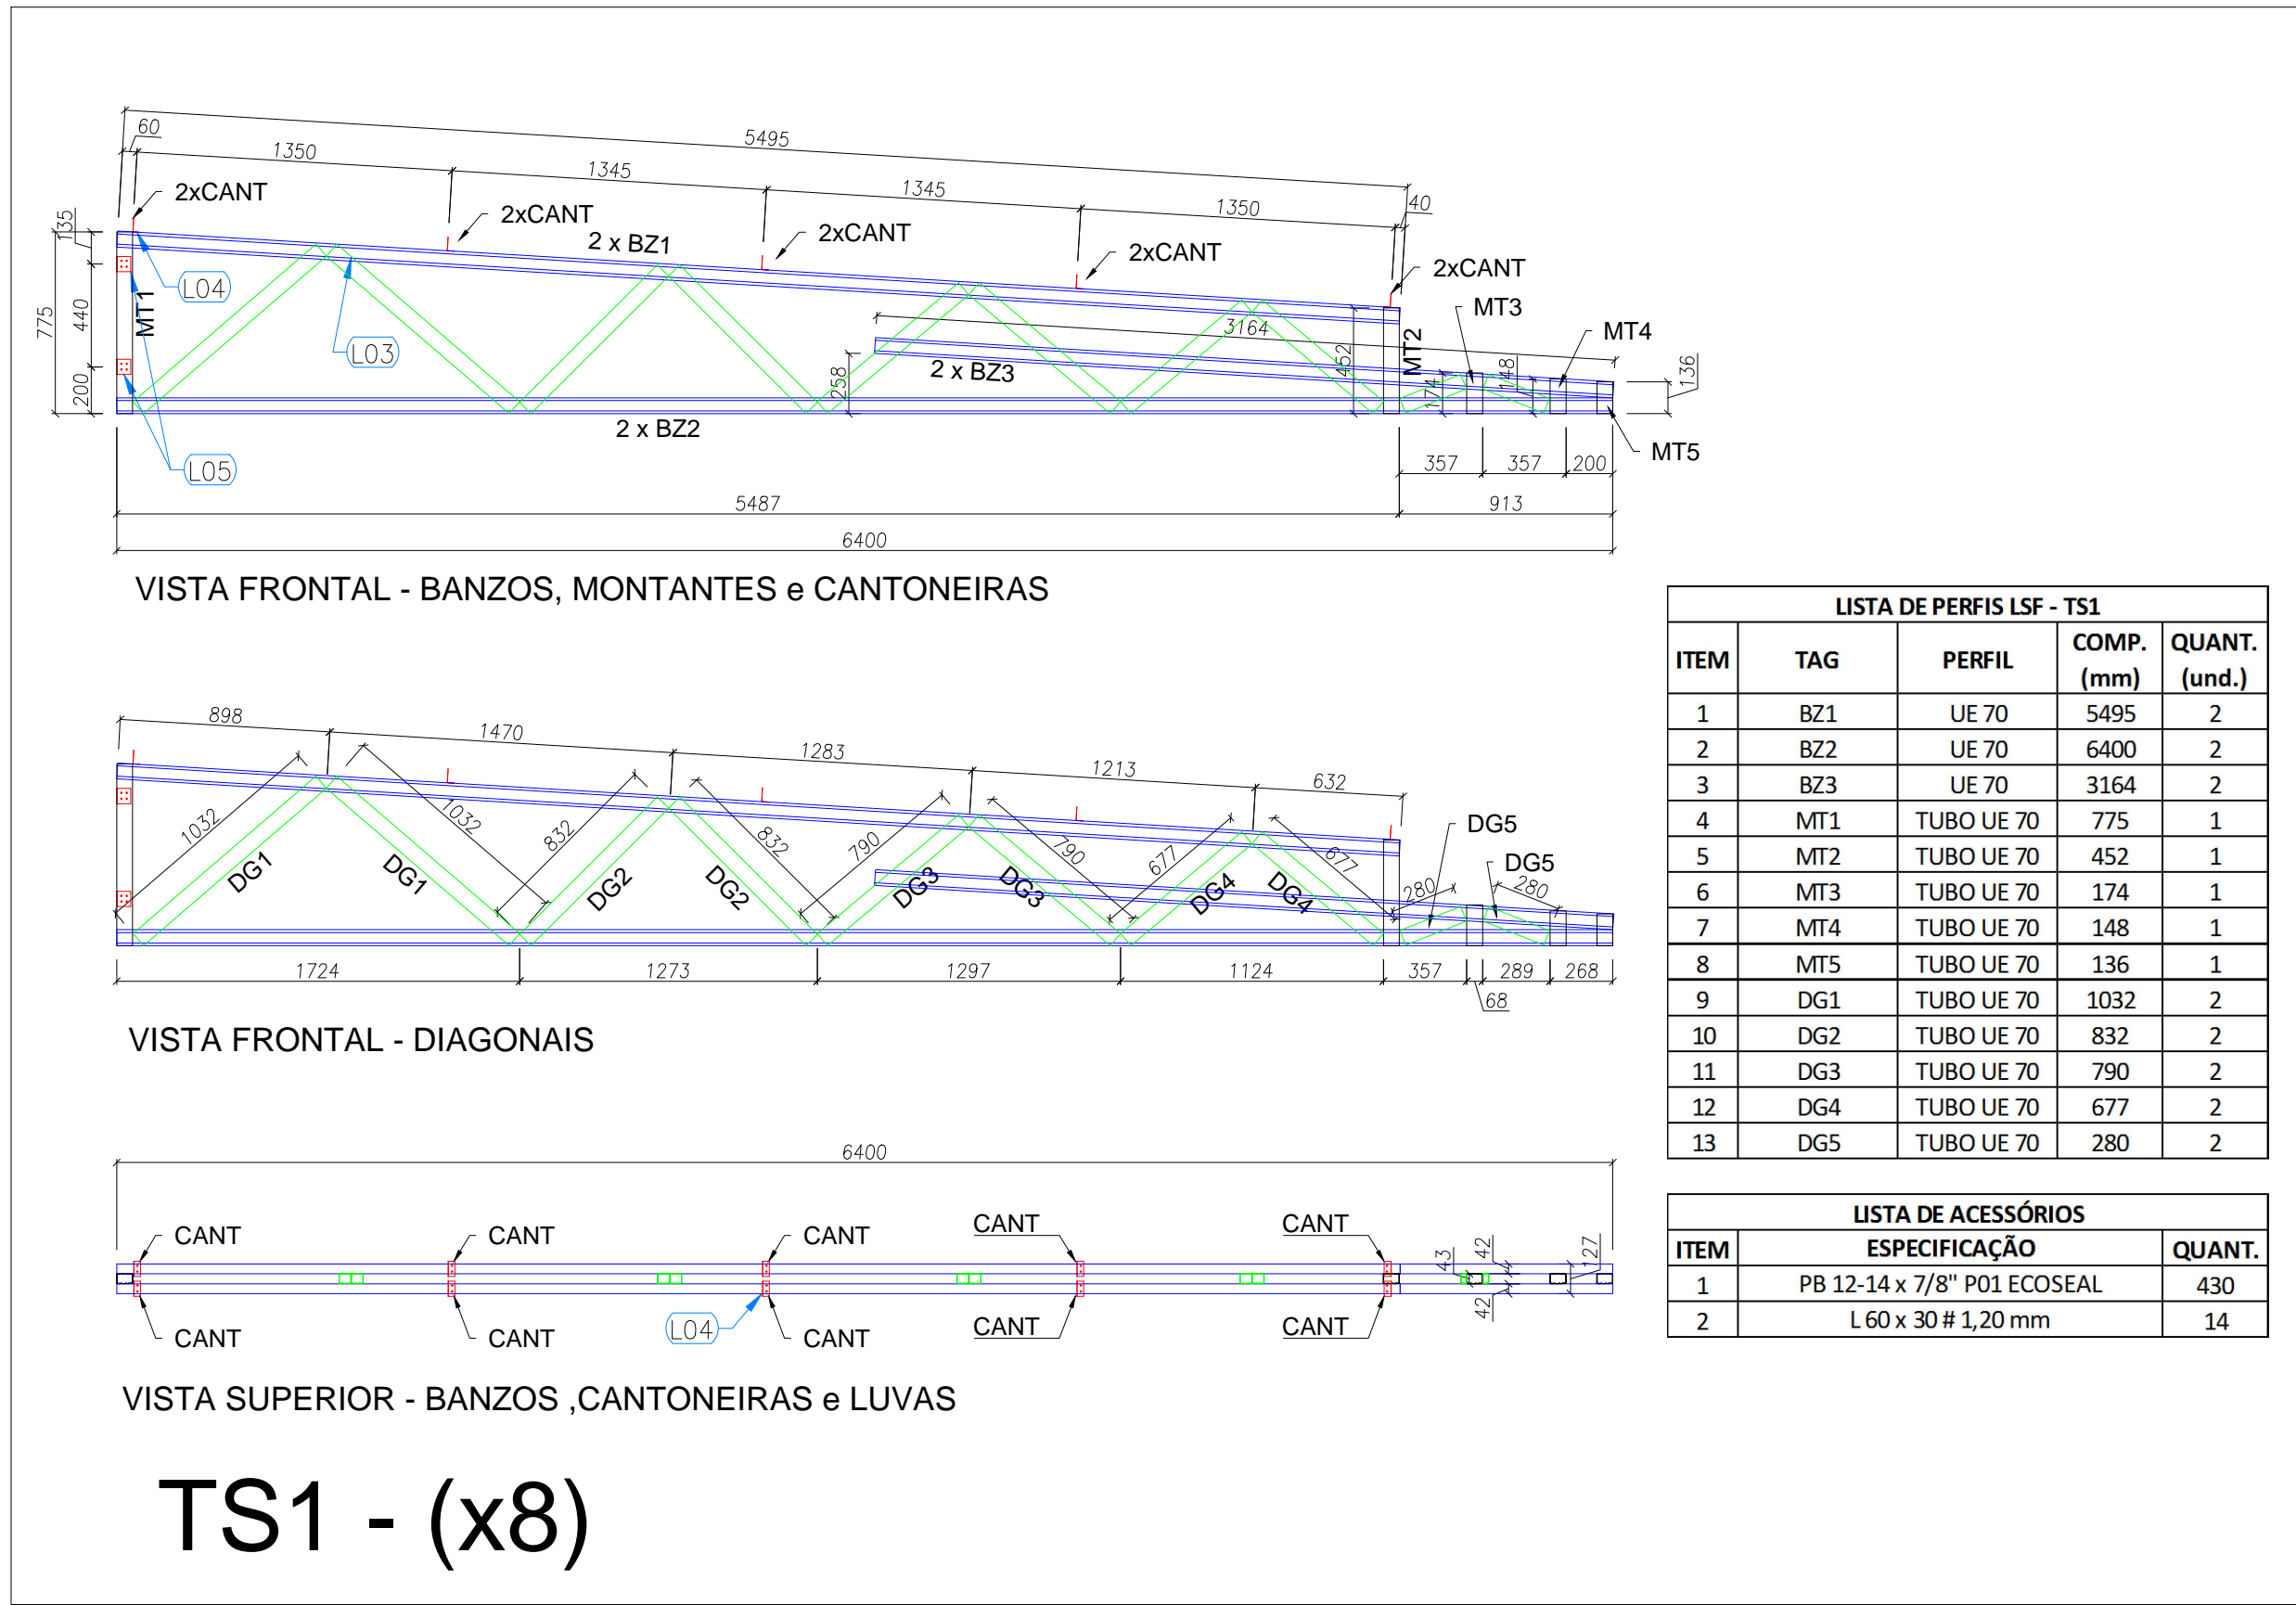 5495
60
1350
1345
1345
1350
40
2xCANT
2xCANT
2xCANT
2xCANT
2xCANT
2 x BZ1
135
775
440
200
MT1
L04
L03
L05
3164
258
2 x BZ3
2 x BZ2
452
MT2
MT3
174
148
MT4
136
MT5
357
357
200
5487
913
6400
VISTA FRONTAL - BANZOS, MONTANTES e CANTONEIRAS
898
1470
1283
1213
632
1032
1032
832
832
790
790
677
677
280
280
DG1
DG1
DG2
DG2
DG3
DG3
DG4
DG4
DG5
DG5
1724
1273
1297
1124
357
289
268
68
VISTA FRONTAL - DIAGONAIS
6400
CANT
CANT
CANT
CANT
CANT
43
42
127
42
CANT
CANT
L04
CANT
CANT
CANT
VISTA SUPERIOR - BANZOS ,CANTONEIRAS e LUVAS
TS1 - (x8)
LISTA DE PERFIS LSF - TS1
ITEM TAG PERFIL COMP. (mm) QUANT. (und.)
1 BZ1 UE 70 5495 2
2 BZ2 UE 70 6400 2
3 BZ3 UE 70 3164 2
4 MT1 TUBO UE 70 775 1
5 MT2 TUBO UE 70 452 1
6 MT3 TUBO UE 70 174 1
7 MT4 TUBO UE 70 148 1
8 MT5 TUBO UE 70 136 1
9 DG1 TUBO UE 70 1032 2
10 DG2 TUBO UE 70 832 2
11 DG3 TUBO UE 70 790 2
12 DG4 TUBO UE 70 677 2
13 DG5 TUBO UE 70 280 2
LISTA DE ACESSÓRIOS
ITEM ESPECIFICAÇÃO QUANT.
1 PB 12-14 x 7/8" P01 ECOSEAL 430
2 L 60 x 30 # 1,20 mm 14